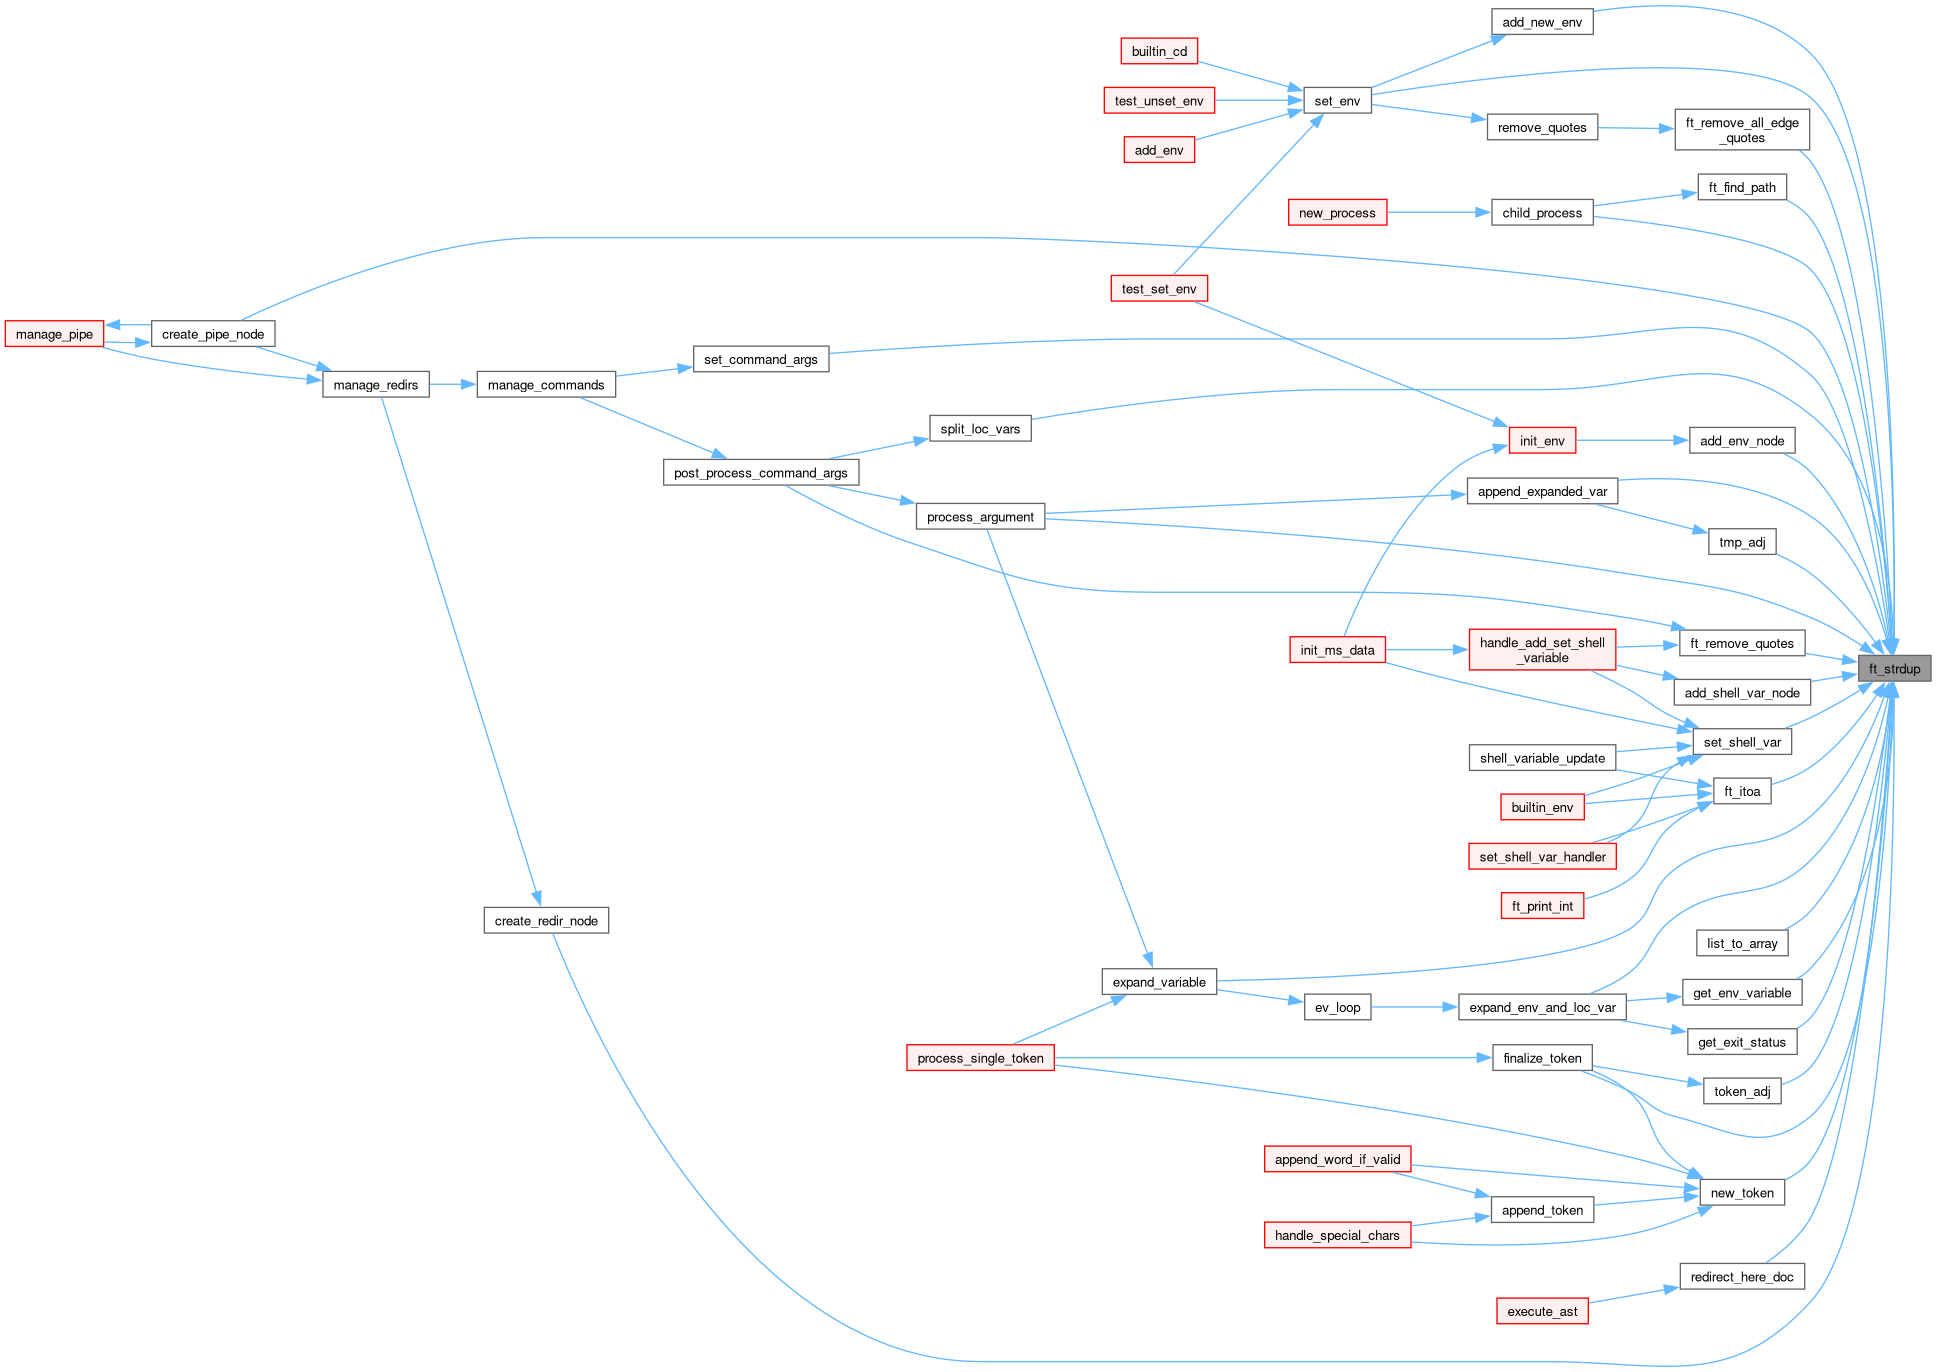 add_new_env
builtin_cd
test_unset_env
set_env
add_env
remove_quotes
ft_remove_all_edge
_quotes
ft_find_path
new_process
child_process
test_set_env
manage_pipe
create_pipe_node
set_command_args
manage_redirs
manage_commands
split_loc_vars
init_env
add_env_node
post_process_command_args
append_expanded_var
process_argument
tmp_adj
init_ms_data
handle_add_set_shell
_variable
ft_remove_quotes
ft_strdup
add_shell_var_node
set_shell_var
shell_variable_update
ft_itoa
builtin_env
set_shell_var_handler
ft_print_int
create_redir_node
list_to_array
expand_variable
get_env_variable
ev_loop
expand_env_and_loc_var
get_exit_status
process_single_token
finalize_token
token_adj
append_word_if_valid
new_token
append_token
handle_special_chars
redirect_here_doc
execute_ast